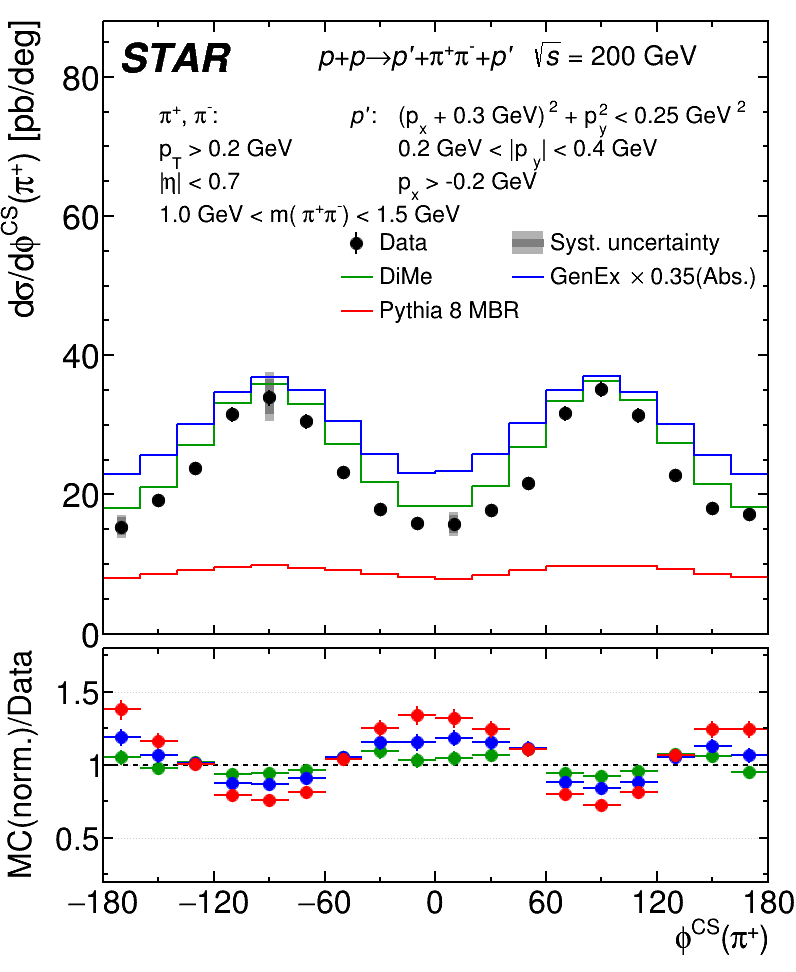 STAR p+p→p′+π⁺π⁻+p′ √s = 200 GeV
π⁺, π⁻: p′: (pₓ + 0.3 GeV)² + p_y² < 0.25 GeV²
p_T > 0.2 GeV 0.2 GeV < |p_y| < 0.4 GeV
|η| < 0.7 pₓ > -0.2 GeV
1.0 GeV < m(π⁺π⁻) < 1.5 GeV
Data Syst. uncertainty
DiMe GenEx × 0.35(Abs.)
Pythia 8 MBR
dσ/dϕ^CS(π⁺) [pb/deg]
80
60
40
20
0
MC(norm.)/Data
1.5
1
0.5
−180 −120 −60 0 60 120 180
ϕ^CS(π⁺)